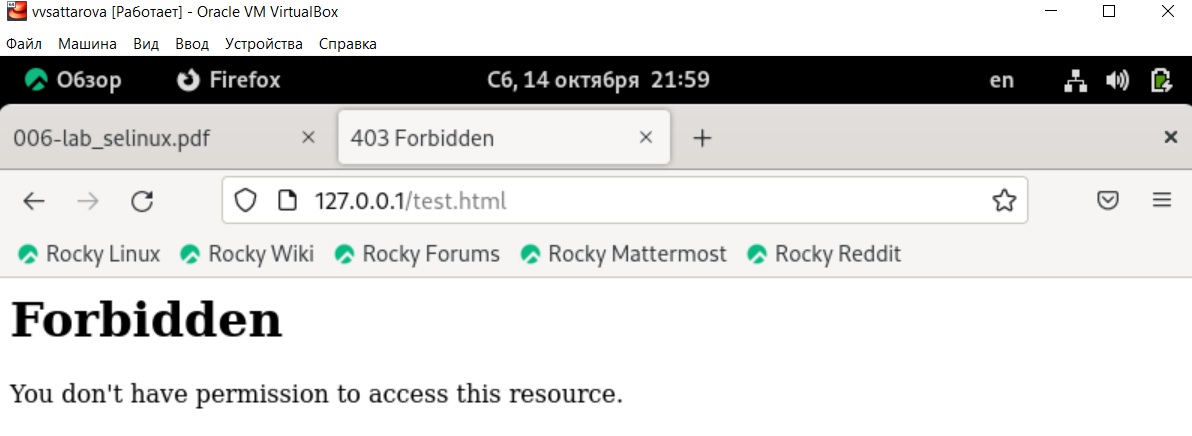 vvsattarova [Работает] - Oracle VM VirtualBox
Файл Машина Вид Ввод Устройства Справка
Обзор Firefox Сб, 14 октября 21:59 en
006-lab_selinux.pdf 403 Forbidden
127.0.0.1/test.html
Rocky Linux Rocky Wiki Rocky Forums Rocky Mattermost Rocky Reddit
Forbidden
You don't have permission to access this resource.